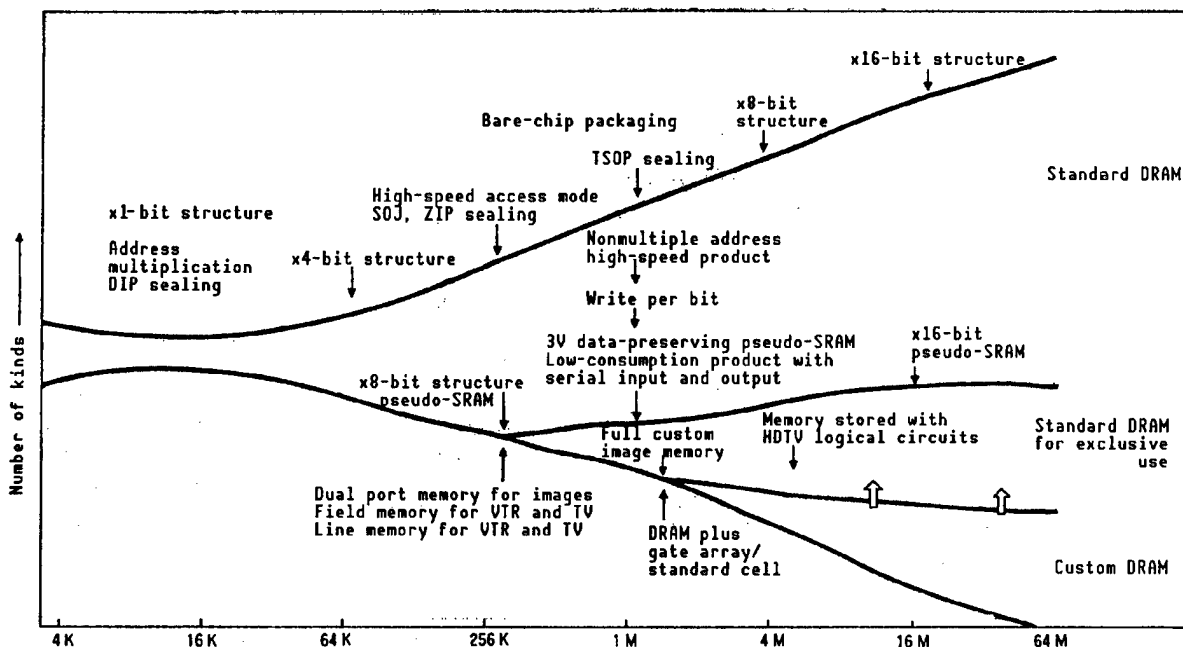 x16-bit structure
x8-bit
structure
Bare-chip packaging
TSOP sealing
Standard DRAM
High-speed access mode
SOJ, ZIP sealing
x1-bit structure
Address
multiplication
DIP sealing
x4-bit structure
Nonmultiple address
high-speed product
Write per bit
3V data-preserving pseudo-SRAM
Low-consumption product with
serial input and output
x16-bit
pseudo-SRAM
x8-bit structure
pseudo-SRAM
Full custom
image memory
Memory stored with
HDTV logical circuits
Standard DRAM
for exclusive
use
Dual port memory for images
Field memory for VTR and TV
Line memory for VTR and TV
DRAM plus
gate array/
standard cell
Custom DRAM
Number of kinds
4K 16K 64K 256K 1M 4M 16M 64M